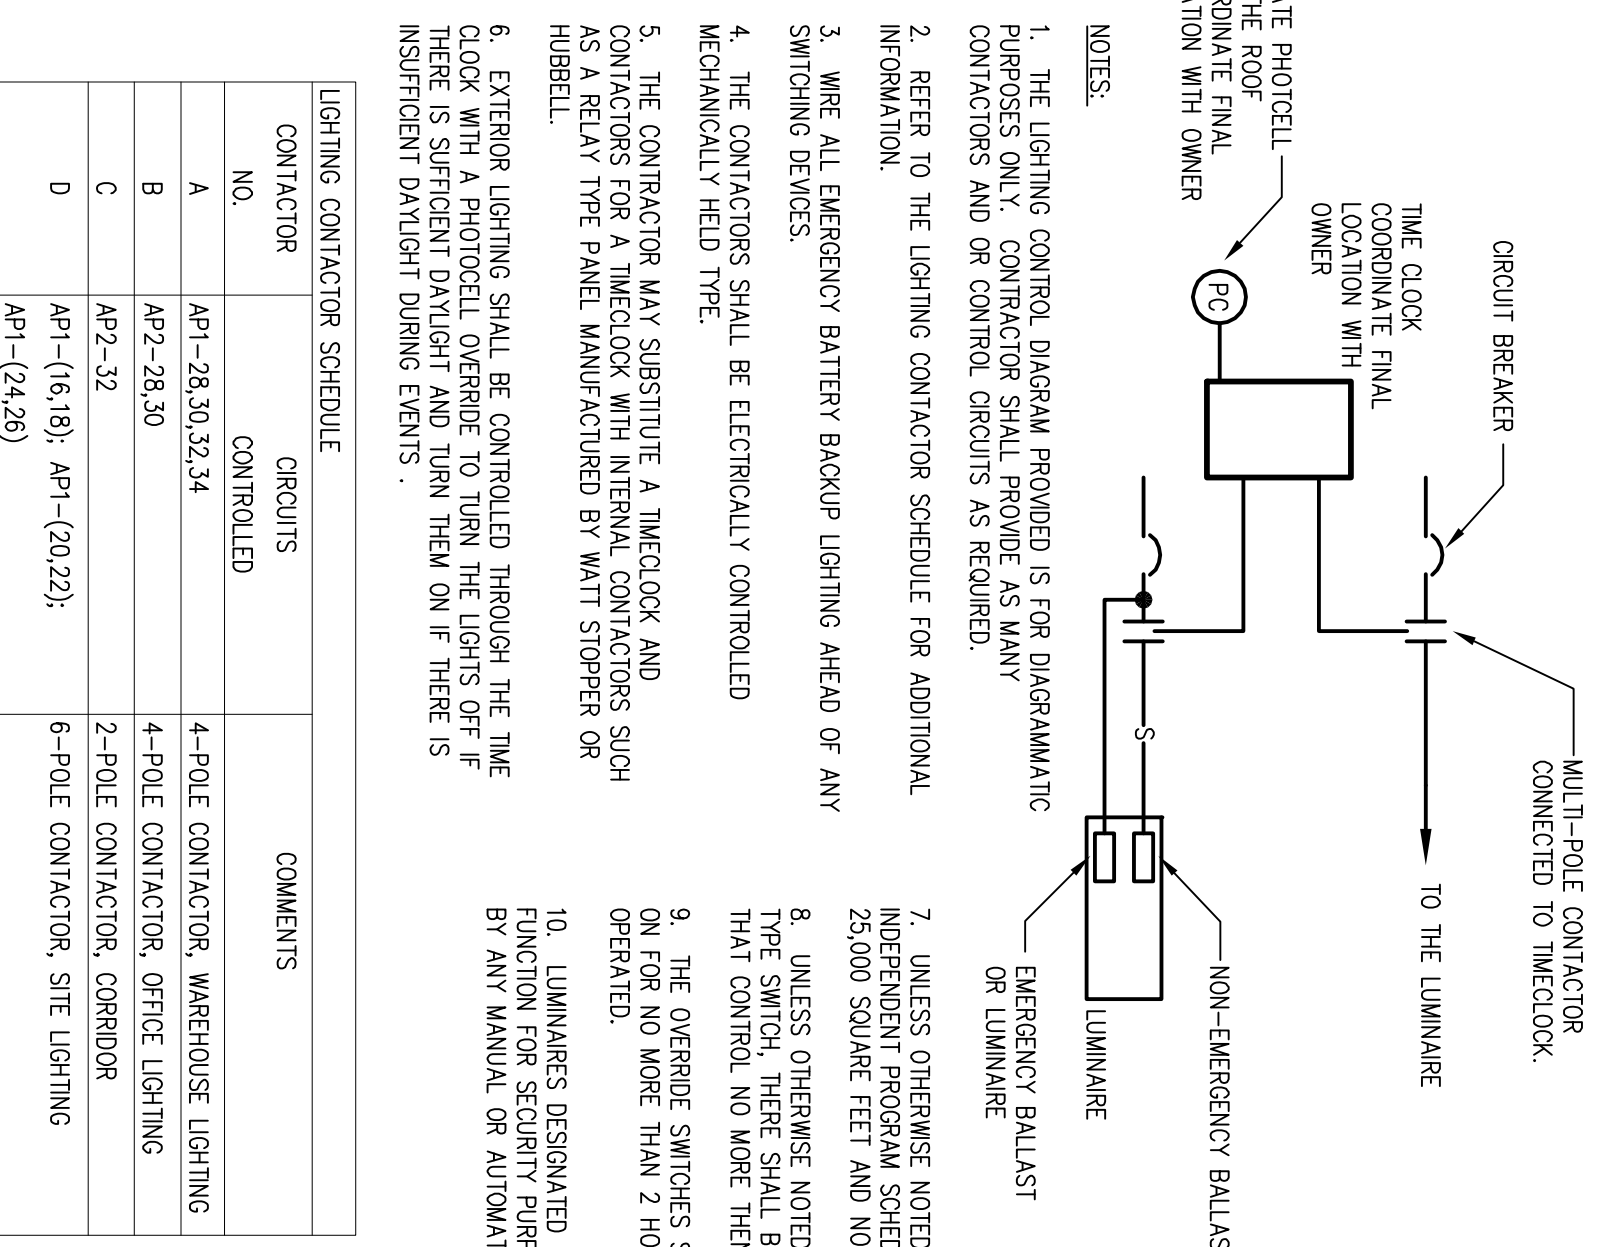 MULTI-POLE CONTACTOR
CONNECTED TO TIMECLOCK.
CIRCUIT BREAKER
TO THE LUMINAIRE
TIME CLOCK
COORDINATE FINAL
LOCATION WITH
OWNER
PHOTCELL
THE ROOF
FINAL
WITH OWNER
PC
S
NON-EMERGENCY
LUMINAIRE
EMERGENCY BALLAST
OR LUMINAIRE
NOTES:
1. THE LIGHTING CONTROL DIAGRAM PROVIDED IS FOR DIAGRAMMATIC
PURPOSES ONLY. CONTRACTOR SHALL PROVIDE AS MANY
CONTACTORS AND OR CONTROL CIRCUITS AS REQUIRED.
2. REFER TO THE LIGHTING CONTACTOR SCHEDULE FOR ADDITIONAL
INFORMATION.
3. WIRE ALL EMERGENCY BATTERY BACKUP LIGHTING AHEAD OF ANY
SWITCHING DEVICES.
4. THE CONTACTORS SHALL BE ELECTRICALLY CONTROLLED
MECHANICALLY HELD TYPE.
5. THE CONTRACTOR MAY SUBSTITUTE A TIMECLOCK AND
CONTACTORS FOR A TIMECLOCK WITH INTERNAL CONTACTORS SUCH
AS A RELAY TYPE PANEL MANUFACTURED BY WATT STOPPER OR
HUBBELL.
6. EXTERIOR LIGHTING SHALL BE CONTROLLED THROUGH THE TIME
CLOCK WITH A PHOTOCELL OVERRIDE TO TURN THE LIGHTS OFF IF
THERE IS SUFFICIENT DAYLIGHT AND TURN THEM ON IF THERE IS
INSUFFICIENT DAYLIGHT DURING EVENTS .
7. UNLESS OTHERWISE NOTED
INDEPENDENT PROGRAM
25,000 SQUARE FEET AND
8. UNLESS OTHERWISE NOTED
TYPE SWITCH, THERE SHALL
THAT CONTROL NO MORE
9. THE OVERRIDE SWITCHES
ON FOR NO MORE THAN 2
OPERATED.
10. LUMINAIRES DESIGNATED
FUNCTION FOR SECURITY
BY ANY MANUAL OR
LIGHTING CONTACTOR SCHEDULE
CONTACTOR NO. CIRCUITS CONTROLLED COMMENTS
A AP1-28,30,32,34 4-POLE CONTACTOR, WAREHOUSE LIGHTING
B AP2-28,30 4-POLE CONTACTOR, OFFICE LIGHTING
C AP2-32 2-POLE CONTACTOR, CORRIDOR
D AP1-(16,18); AP1-(20,22); 6-POLE CONTACTOR, SITE LIGHTING
AP1-(24,26)